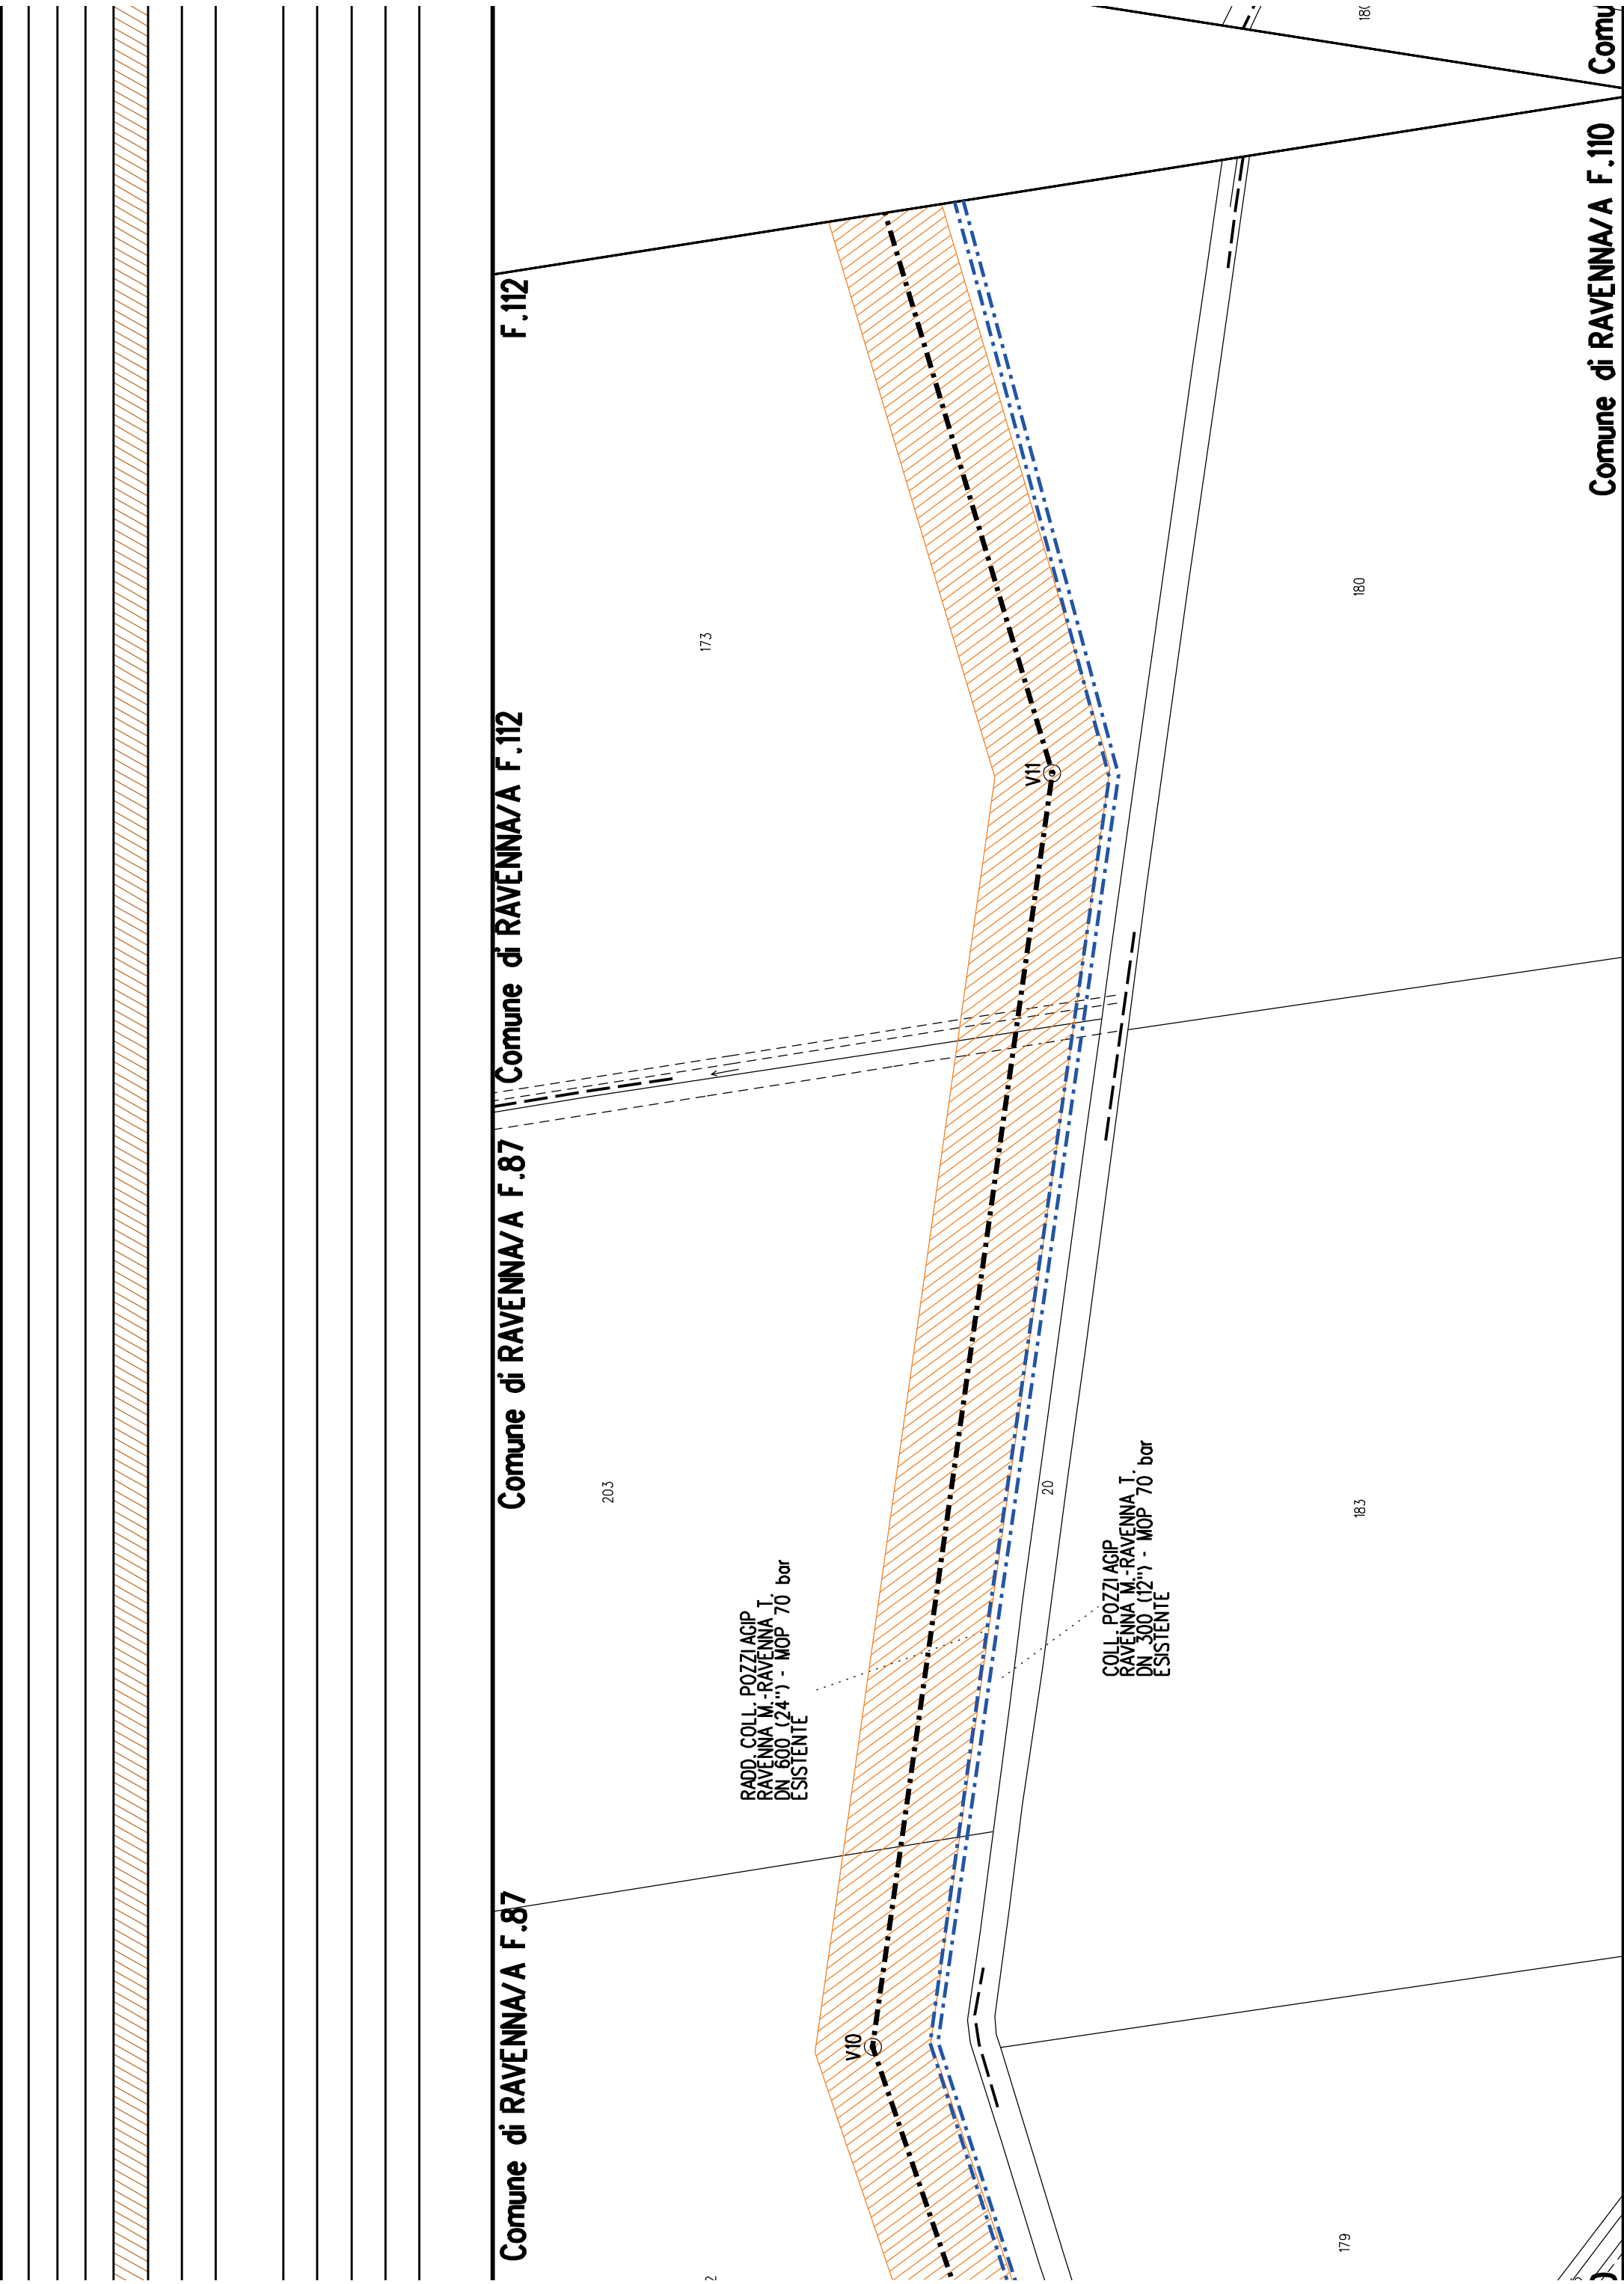 Comune di RAVENNA/A F.87
Comune di RAVENNA/A F.87
Comune di RAVENNA/A F.112
F.112
203
173
RADD. COLL. POZZI AGIP
RAVENNA M.-RAVENNA T.
DN 600 (24") - MOP 70 bar
ESISTENTE
V10
V11
20
COLL. POZZI AGIP
RAVENNA M.-RAVENNA T.
DN 300 (12") - MOP 70 bar
ESISTENTE
179
183
180
180
Comune di RAVENNA/A F.110
Comu